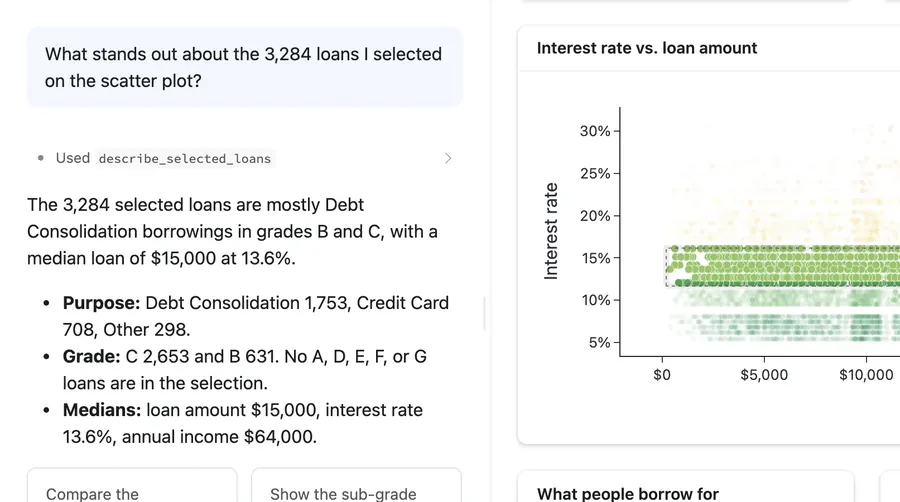 What stands out about the 3,284 loans I selected
on the scatter plot?
Used describe_selected_loans
The 3,284 selected loans are mostly Debt
Consolidation borrowings in grades B and C, with a
median loan of $15,000 at 13.6%.
• Purpose: Debt Consolidation 1,753, Credit Card
708, Other 298.
• Grade: C 2,653 and B 631. No A, D, E, F, or G
loans are in the selection.
• Medians: loan amount $15,000, interest rate
13.6%, annual income $64,000.
Compare the
Show the sub-grade
Interest rate vs. loan amount
Interest rate
30%
25%
20%
15%
10%
5%
$0
$5,000
$10,000
What people borrow for